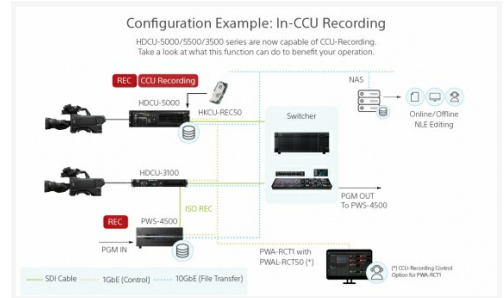 Configuration Example: In-CCU Recording
HDCU-5000/5500/3500 series are now capable of CCU-Recording.
Take a look at what this function can do to benefit your operation.
REC
CCU Recording
HDCU-5000
HKCU-REC50
NAS
Switcher
Online/Offline
NLE Editing
HDCU-3100
ISO REC
REC
PWS-4500
PGM IN
PGM OUT
To PWS-4500
PWA-RCT1 with
PWAL-RCT50 (*)
(*) CCU-Recording Control
Option for PWA-RCT1
SDI Cable
1GbE (Control)
10GbE (File Transfer)